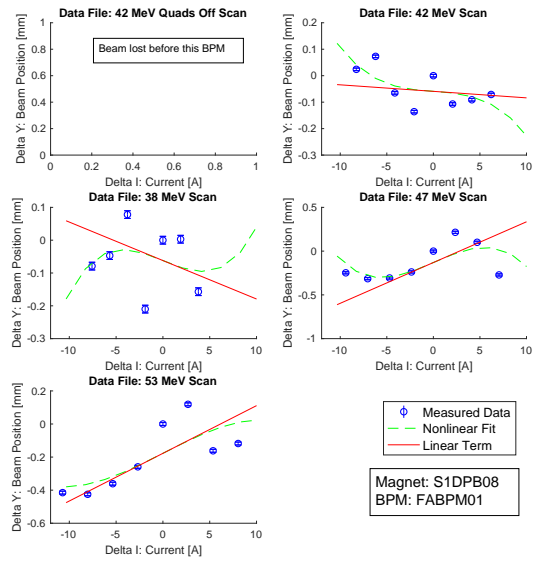 Data File: 42 MeV Quads Off Scan
Delta Y: Beam Position [mm]
1
0.8
0.6
0.4
0.2
0
Beam lost before this BPM
0 0.2 0.4 0.6 0.8 1
Delta I: Current [A]
Data File: 42 MeV Scan
Delta Y: Beam Position [mm]
0.2
0.1
0
-0.1
-0.2
-0.3
-10 -5 0 5 10
Delta I: Current [A]
Data File: 38 MeV Scan
Delta Y: Beam Position [mm]
0.1
0
-0.1
-0.2
-0.3
-10 -5 0 5 10
Delta I: Current [A]
Data File: 47 MeV Scan
Delta Y: Beam Position [mm]
0.5
0
-0.5
-1
-10 -5 0 5 10
Delta I: Current [A]
Data File: 53 MeV Scan
Delta Y: Beam Position [mm]
0.2
0
-0.2
-0.4
-0.6
-10 -5 0 5 10
Delta I: Current [A]
Measured Data
Nonlinear Fit
Linear Term
Magnet: S1DPB08
BPM: FABPM01